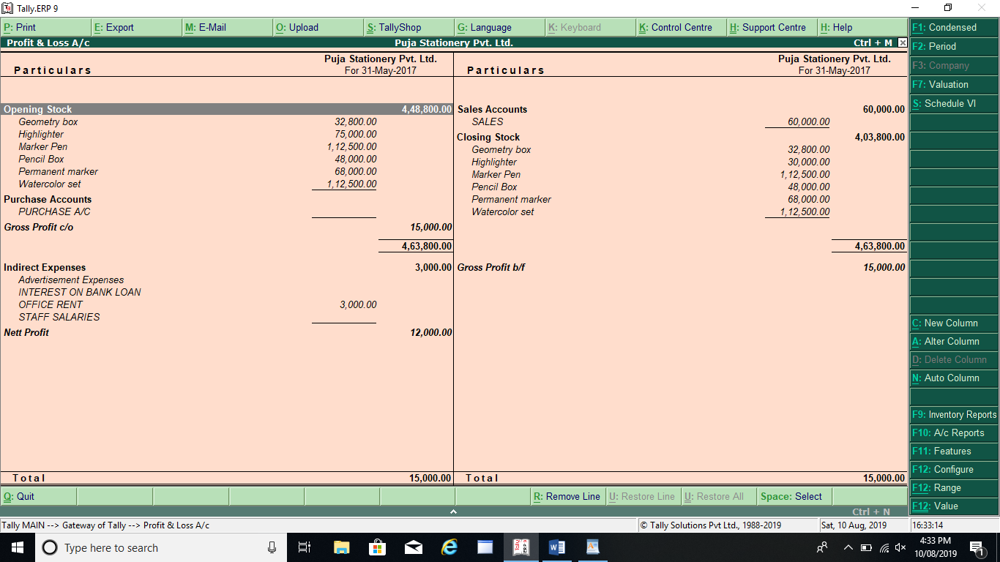 Tally.ERP 9
P: Print E: Export M: E-Mail O: Upload S: TallyShop G: Language K: Keyboard K: Control Centre H: Support Centre H: Help
Profit & Loss A/c Puja Stationery Pvt. Ltd. Ctrl + M
Particulars Puja Stationery Pvt. Ltd.
For 31-May-2017
Particulars Puja Stationery Pvt. Ltd.
For 31-May-2017
Opening Stock 4,48,800.00
Geometry box 32,800.00
Highlighter 75,000.00
Marker Pen 1,12,500.00
Pencil Box 48,000.00
Permanent marker 68,000.00
Watercolor set 1,12,500.00
Purchase Accounts
PURCHASE A/C
Gross Profit c/o 15,000.00
4,63,800.00
Indirect Expenses 3,000.00
Advertisement Expenses
INTEREST ON BANK LOAN
OFFICE RENT 3,000.00
STAFF SALARIES
Nett Profit 12,000.00
Total 15,000.00
Sales Accounts 60,000.00
SALES 60,000.00
Closing Stock 4,03,800.00
Geometry box 32,800.00
Highlighter 30,000.00
Marker Pen 1,12,500.00
Pencil Box 48,000.00
Permanent marker 68,000.00
Watercolor set 1,12,500.00
4,63,800.00
Gross Profit b/f 15,000.00
Total 15,000.00
F1: Condensed
F2: Period
F3: Company
F7: Valuation
S: Schedule VI
C: New Column
A: Alter Column
D: Delete Column
N: Auto Column
F9: Inventory Reports
F10: A/c Reports
F11: Features
F12: Configure
F12: Range
F12: Value
Q: Quit R: Remove Line U: Restore Line U: Restore All Space: Select
Ctrl + N
Tally MAIN --> Gateway of Tally --> Profit & Loss A/c © Tally Solutions Pvt Ltd., 1988-2019 Sat, 10 Aug, 2019 16:33:14
Type here to search
4:33 PM
10/08/2019
1